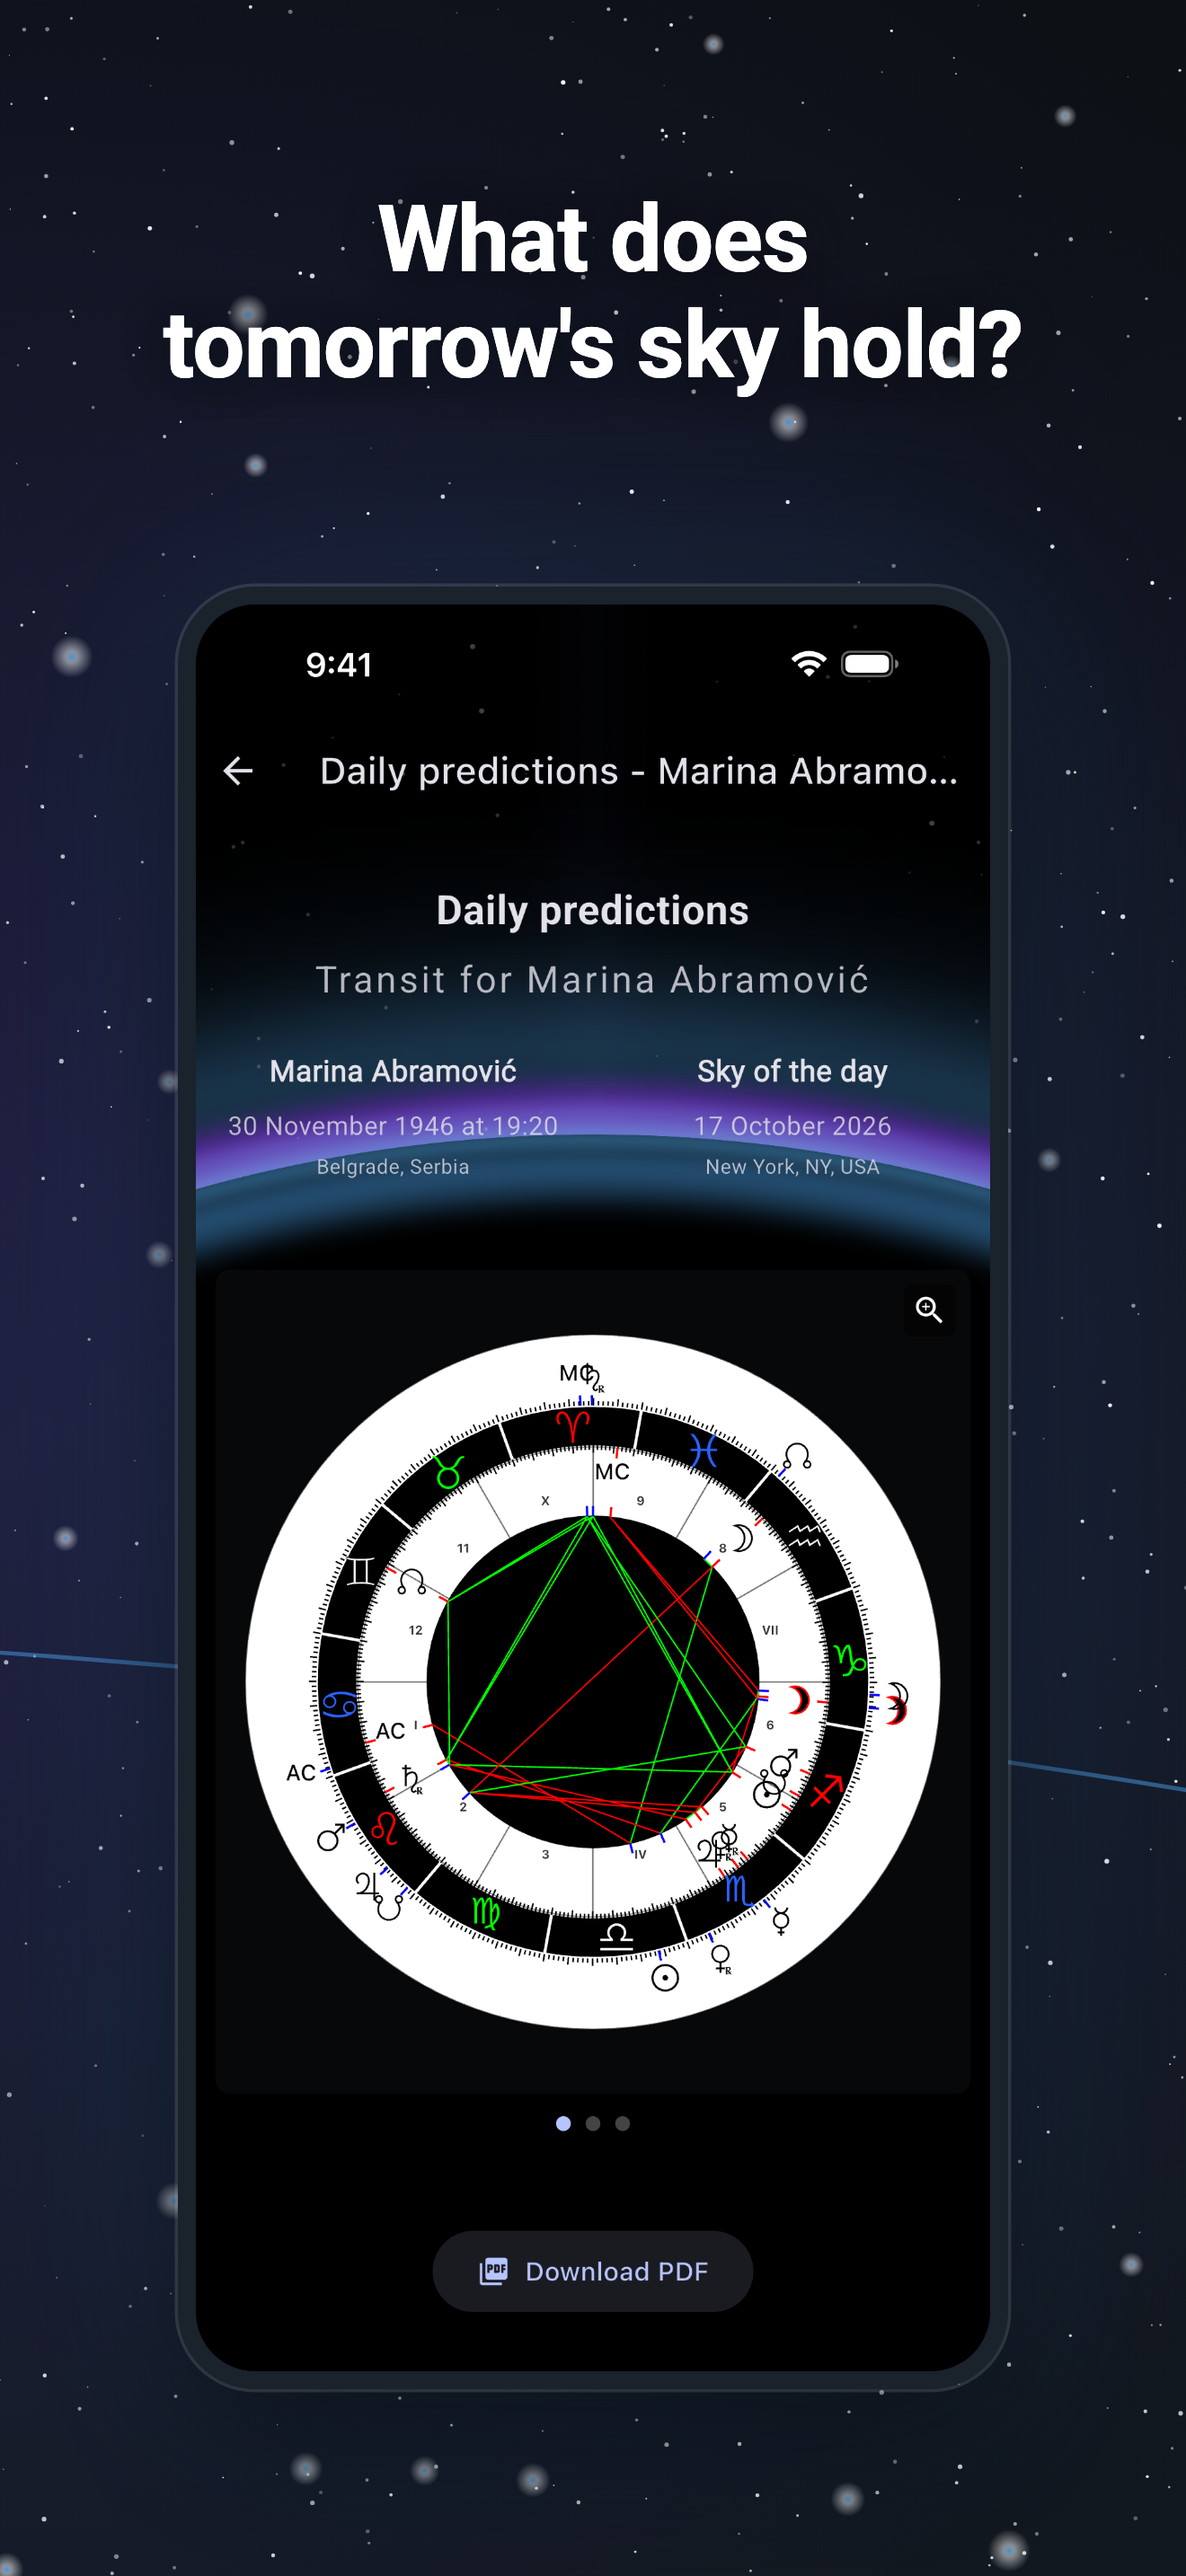 What does
tomorrow's sky hold?
9:41
Daily predictions - Marina Abramo...
Daily predictions
Transit for Marina Abramović
Marina Abramović
Sky of the day
30 November 1946 at 19:20
17 October 2026
Belgrade, Serbia
New York, NY, USA
MC
MC
X
9
11
8
12
VII
AC
I
6
AC
2
5
3
IV
PDF
Download PDF